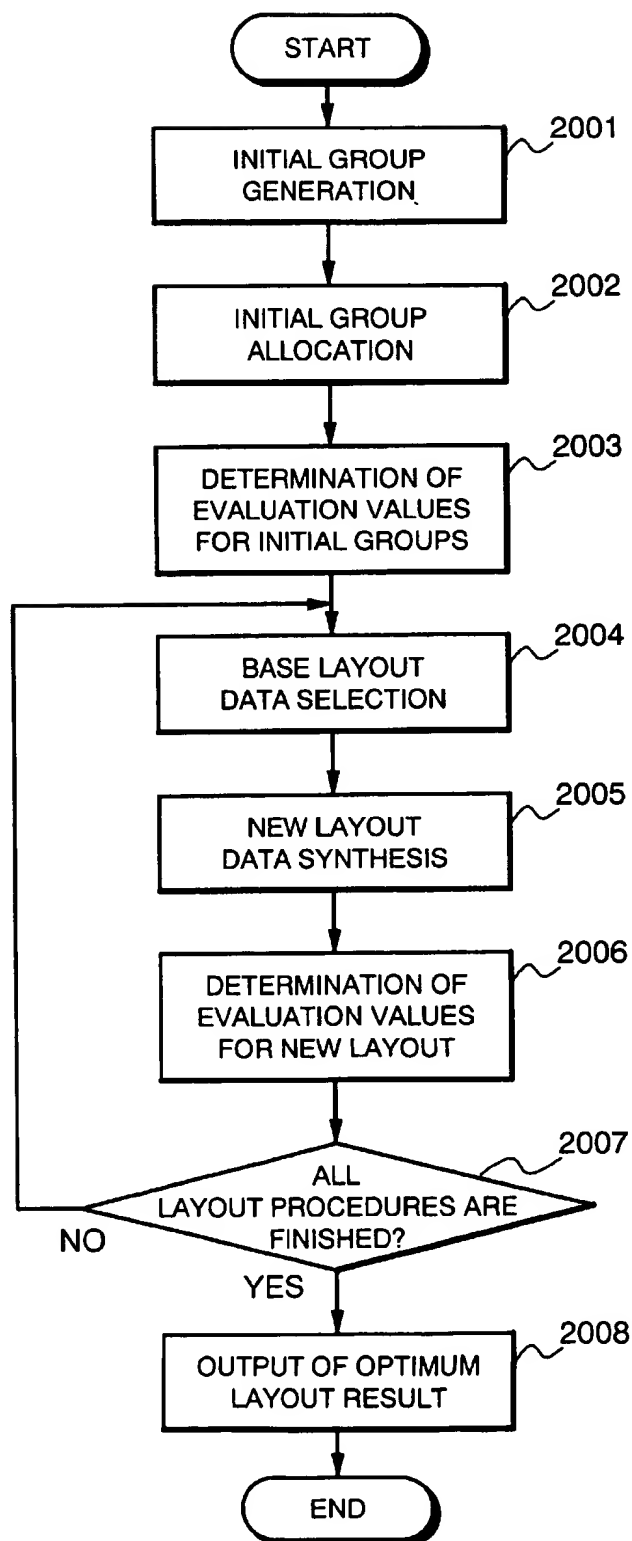 START
2001
INITIAL GROUP
GENERATION
2002
INITIAL GROUP
ALLOCATION
2003
DETERMINATION OF
EVALUATION VALUES
FOR INITIAL GROUPS
2004
BASE LAYOUT
DATA SELECTION
2005
NEW LAYOUT
DATA SYNTHESIS
2006
DETERMINATION OF
EVALUATION VALUES
FOR NEW LAYOUT
2007
ALL
LAYOUT PROCEDURES ARE
FINISHED?
NO
YES
2008
OUTPUT OF OPTIMUM
LAYOUT RESULT
END